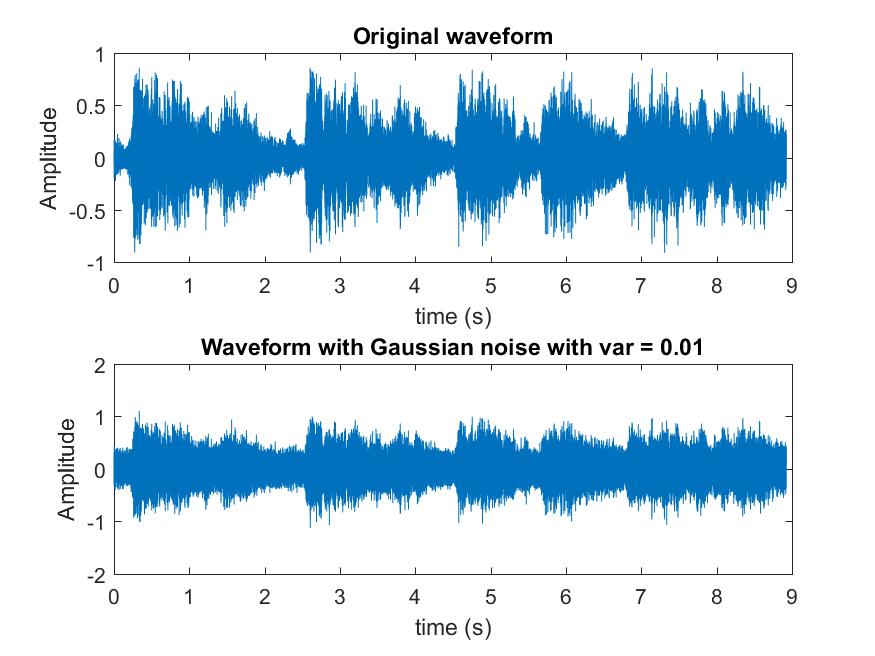 Original waveform
1
0.5
0
-0.5
-1
Amplitude
0 1 2 3 4 5 6 7 8 9
time (s)
Waveform with Gaussian noise with var = 0.01
2
1
0
-1
-2
Amplitude
0 1 2 3 4 5 6 7 8 9
time (s)